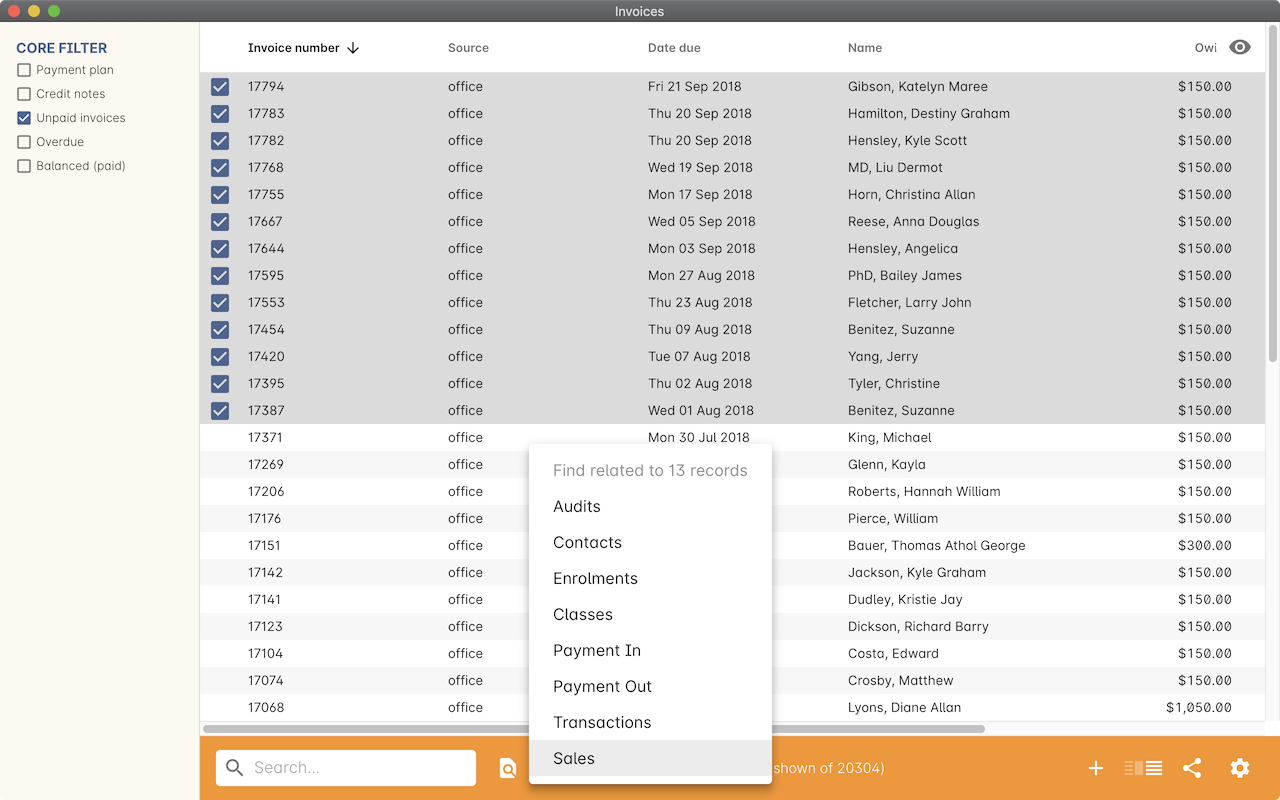 Invoices
CORE FILTER
Payment plan
Credit notes
Unpaid invoices
Overdue
Balanced (paid)
Invoice number Source Date due Name Owi
17794 office Fri 21 Sep 2018 Gibson, Katelyn Maree $150.00
17783 office Thu 20 Sep 2018 Hamilton, Destiny Graham $150.00
17782 office Thu 20 Sep 2018 Hensley, Kyle Scott $150.00
17768 office Wed 19 Sep 2018 MD, Liu Dermot $150.00
17755 office Mon 17 Sep 2018 Horn, Christina Allan $150.00
17667 office Wed 05 Sep 2018 Reese, Anna Douglas $150.00
17644 office Mon 03 Sep 2018 Hensley, Angelica $150.00
17595 office Mon 27 Aug 2018 PhD, Bailey James $150.00
17553 office Thu 23 Aug 2018 Fletcher, Larry John $150.00
17454 office Thu 09 Aug 2018 Benitez, Suzanne $150.00
17420 office Tue 07 Aug 2018 Yang, Jerry $150.00
17395 office Thu 02 Aug 2018 Tyler, Christine $150.00
17387 office Wed 01 Aug 2018 Benitez, Suzanne $150.00
17371 office Mon 30 Jul 2018 King, Michael $150.00
17269 office Glenn, Kayla $150.00
17206 office Roberts, Hannah William $150.00
17176 office Pierce, William $150.00
17151 office Bauer, Thomas Athol George $300.00
17142 office Jackson, Kyle Graham $150.00
17141 office Dudley, Kristie Jay $150.00
17123 office Dickson, Richard Barry $150.00
17104 office Costa, Edward $150.00
17074 office Crosby, Matthew $150.00
17068 office Lyons, Diane Allan $1,050.00
Find related to 13 records
Audits
Contacts
Enrolments
Classes
Payment In
Payment Out
Transactions
Sales
Search... shown of 20304)